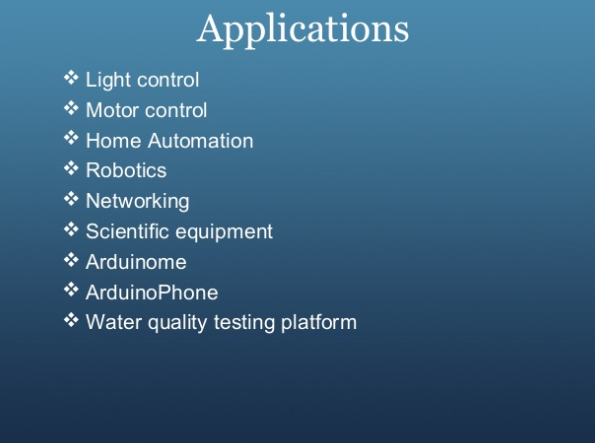 Applications
❖ Light control
❖ Motor control
❖ Home Automation
❖ Robotics
❖ Networking
❖ Scientific equipment
❖ Arduinome
❖ ArduinoPhone
❖ Water quality testing platform